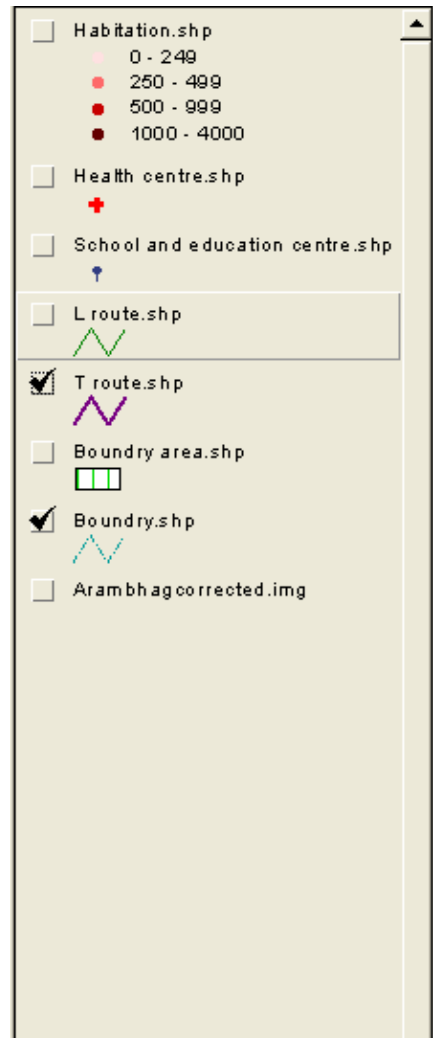 Habitation.shp
0 - 249
250 - 499
500 - 999
1000 - 4000
Health centre.shp
School and education centre.shp
L route.shp
T route.shp
Boundry area.shp
Boundry.shp
Arambhagcorrected.img